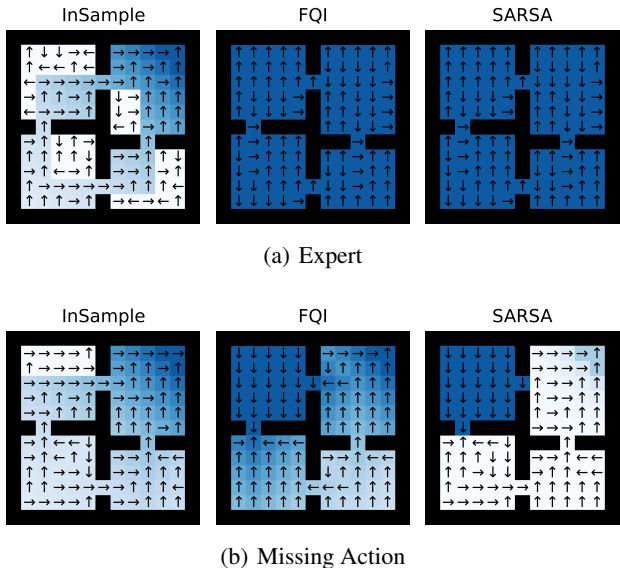 InSample FQI SARSA
(a) Expert
InSample FQI SARSA
(b) Missing Action